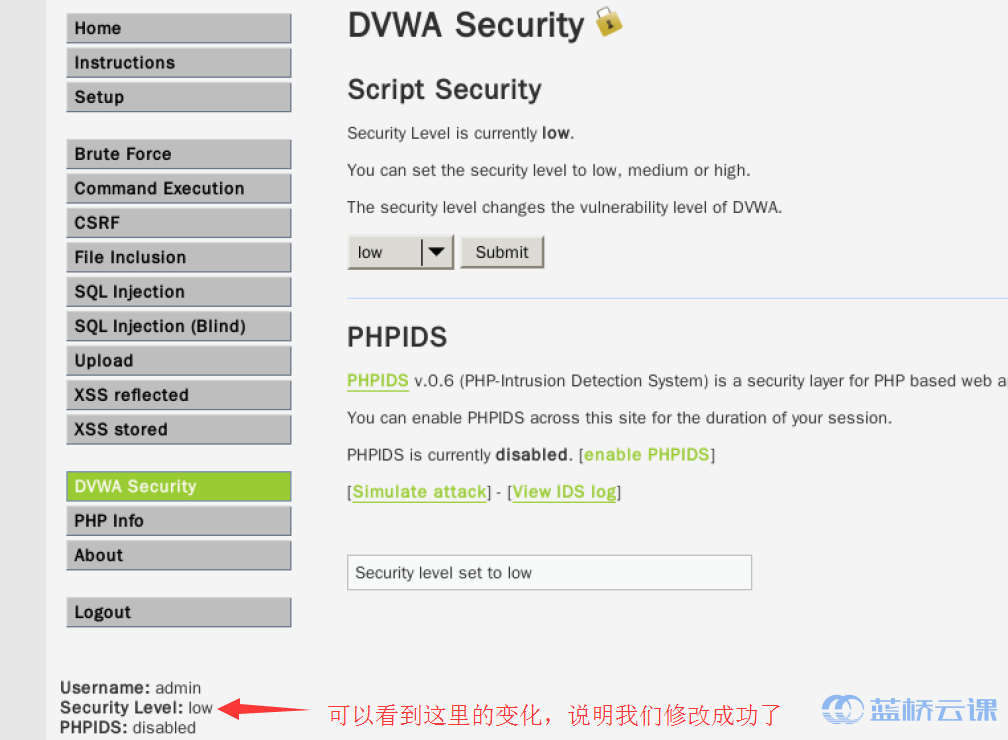 Home
Instructions
Setup
Brute Force
Command Execution
CSRF
File Inclusion
SQL Injection
SQL Injection (Blind)
Upload
XSS reflected
XSS stored
DVWA Security
PHP Info
About
Logout
Username: admin
Security Level: low
PHPIDS: disabled
DVWA Security
Script Security
Security Level is currently low.
You can set the security level to low, medium or high.
The security level changes the vulnerability level of DVWA.
low
Submit
PHPIDS
PHPIDS v.0.6 (PHP-Intrusion Detection System) is a security layer for PHP based web a
You can enable PHPIDS across this site for the duration of your session.
PHPIDS is currently disabled. [enable PHPIDS]
[Simulate attack] - [View IDS log]
Security level set to low
可以看到这里的变化，说明我们修改成功了
蓝桥云课